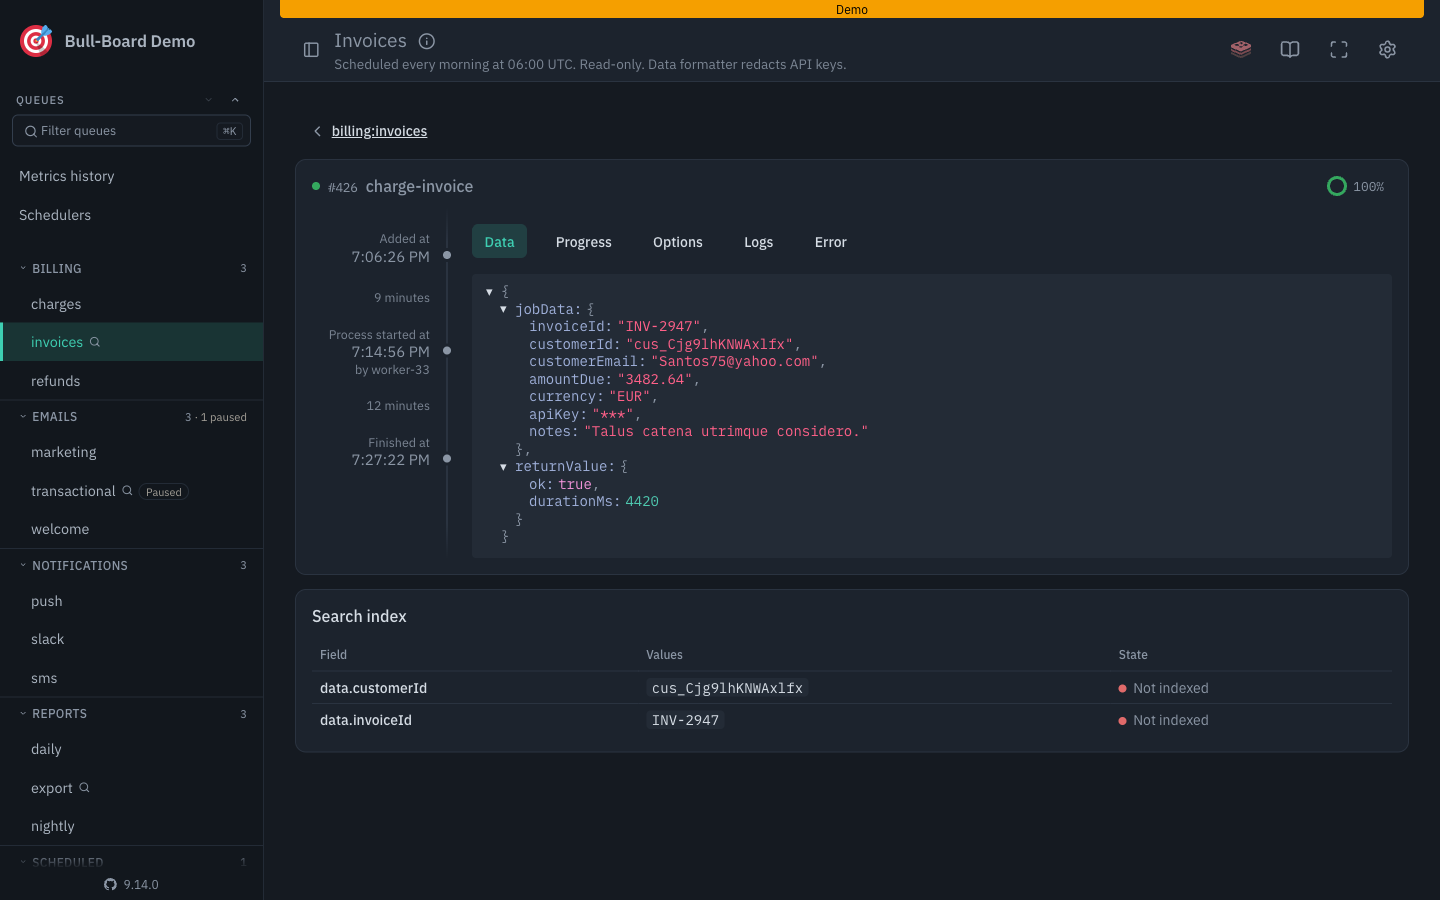 Demo
Bull-Board Demo
Invoices
Scheduled every morning at 06:00 UTC. Read-only. Data formatter redacts API keys.
QUEUES
Filter queues ⌘K
Metrics history
Schedulers
BILLING 3
charges
invoices
refunds
EMAILS 3 · 1 paused
marketing
transactional Paused
welcome
NOTIFICATIONS 3
push
slack
sms
REPORTS 3
daily
export
nightly
SCHEDULED 1
9.14.0
billing:invoices
#426 charge-invoice 100%
Added at
7:06:26 PM
9 minutes
Process started at
7:14:56 PM
by worker-33
12 minutes
Finished at
7:27:22 PM
Data Progress Options Logs Error
{
jobData: {
invoiceId: "INV-2947",
customerId: "cus_Cjg9lhKNWAxlfx",
customerEmail: "Santos75@yahoo.com",
amountDue: "3482.64",
currency: "EUR",
apiKey: "***",
notes: "Talus catena utrimque considero."
},
returnValue: {
ok: true,
durationMs: 4420
}
}
Search index
Field Values State
data.customerId cus_Cjg9lhKNWAxlfx Not indexed
data.invoiceId INV-2947 Not indexed